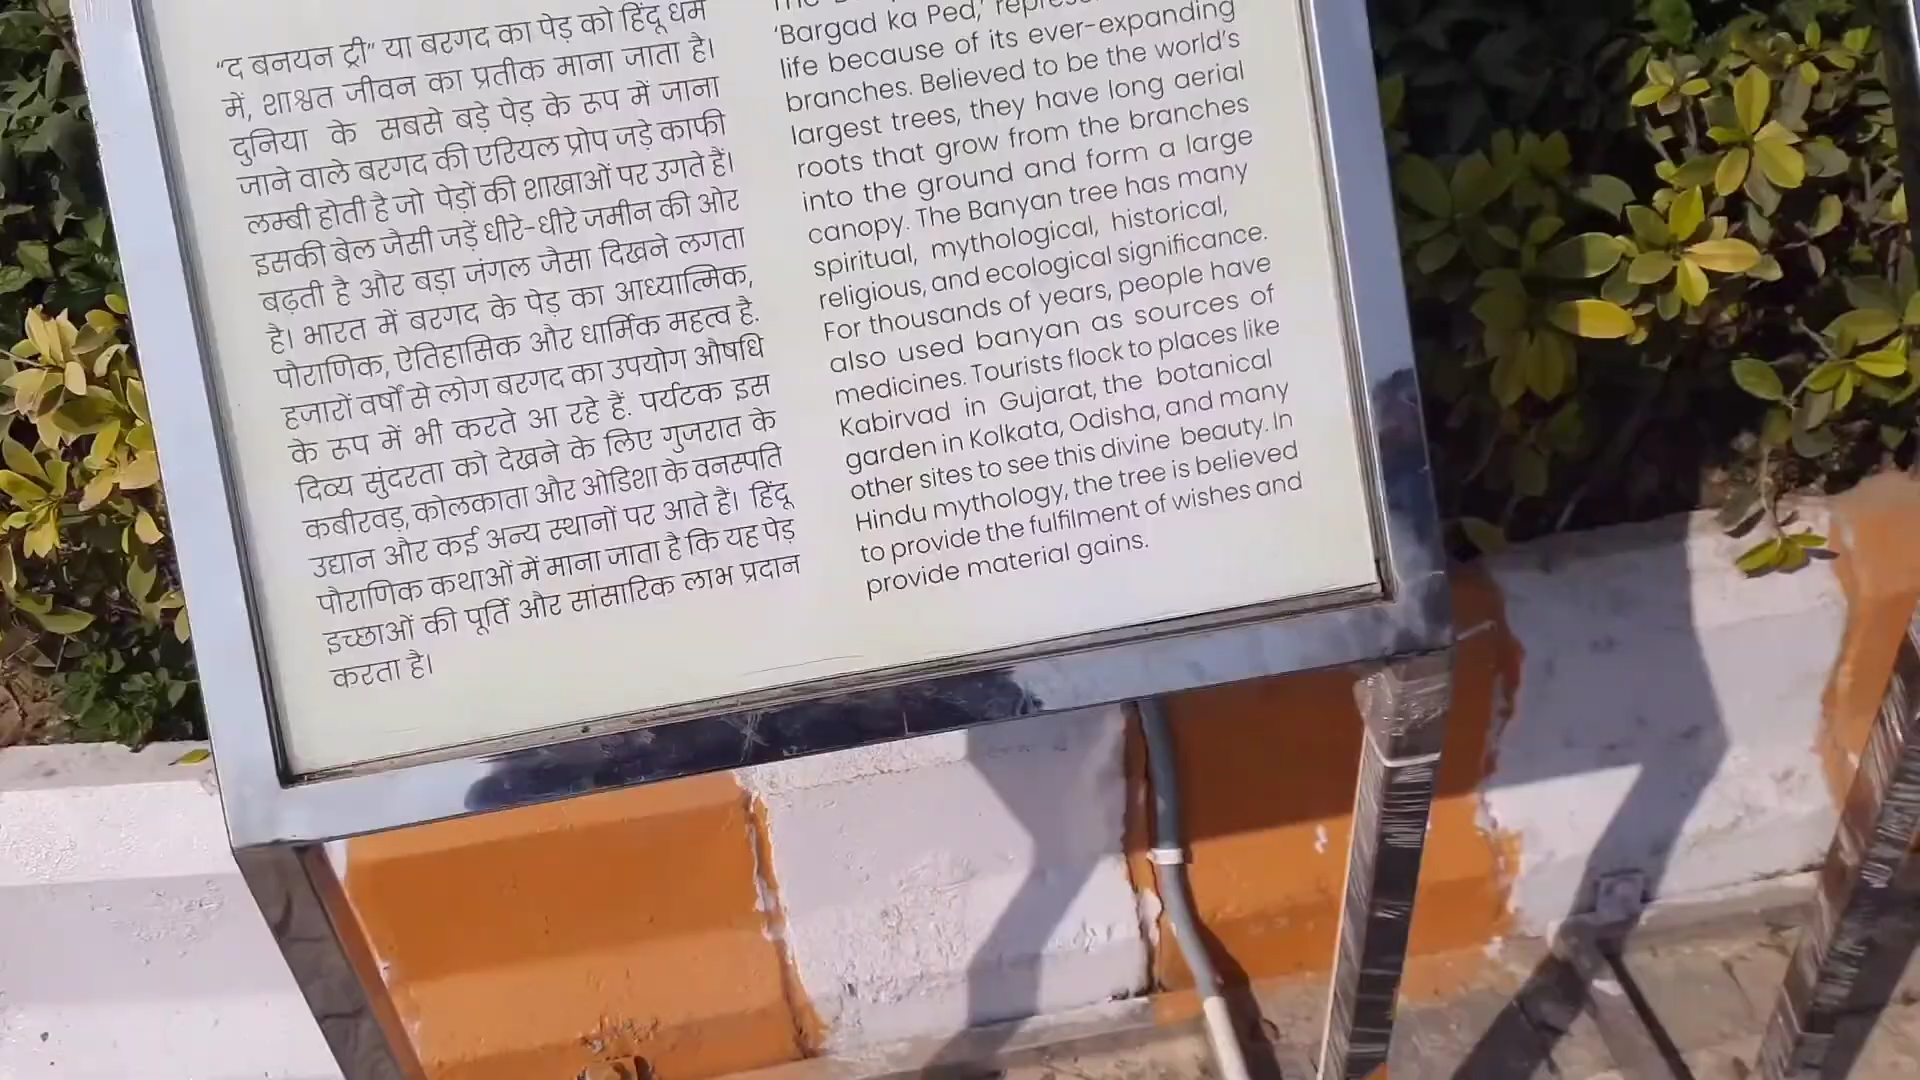 "द बनयन ट्री" या बरगद का पेड़ को हिंदू धर्म
में, शाश्वत जीवन का प्रतीक माना जाता है।
दुनिया के सबसे बड़े पेड़ के रूप में जाना
जाने वाले बरगद की एरियल प्रोप जड़े काफी
लम्बी होती है जो पेड़ों की शाखाओं पर उगते हैं।
इसकी बेल जैसी जड़ें धीरे-धीरे जमीन की ओर
बढ़ती है और बड़ा जंगल जैसा दिखने लगता
है। भारत में बरगद के पेड़ का आध्यात्मिक,
पौराणिक, ऐतिहासिक और धार्मिक महत्व है.
हजारों वर्षों से लोग बरगद का उपयोग औषधि
के रूप में भी करते आ रहे हैं. पर्यटक इस
दिव्य सुंदरता को देखने के लिए गुजरात के
कबीरवड़, कोलकाता और ओडिशा के वनस्पति
उद्यान और कई अन्य स्थानों पर आते हैं। हिंदू
पौराणिक कथाओं में माना जाता है कि यह पेड़
इच्छाओं की पूर्ति और सांसारिक लाभ प्रदान
करता है।
'Bargad ka Ped,'
life because of its ever-expanding
branches. Believed to be the world's
largest trees, they have long aerial
roots that grow from the branches
into the ground and form a large
canopy. The Banyan tree has many
spiritual, mythological, historical,
religious, and ecological significance.
For thousands of years, people have
also used banyan as sources of
medicines. Tourists flock to places like
Kabirvad in Gujarat, the botanical
garden in Kolkata, Odisha, and many
other sites to see this divine beauty. In
Hindu mythology, the tree is believed
to provide the fulfilment of wishes and
provide material gains.